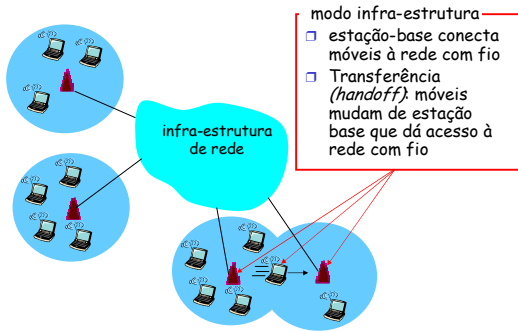 modo infra-estrutura
❒ estação-base conecta
móveis à rede com fio
❒ Transferência
(handoff): móveis
mudam de estação
base que dá acesso à
rede com fio
infra-estrutura
de rede